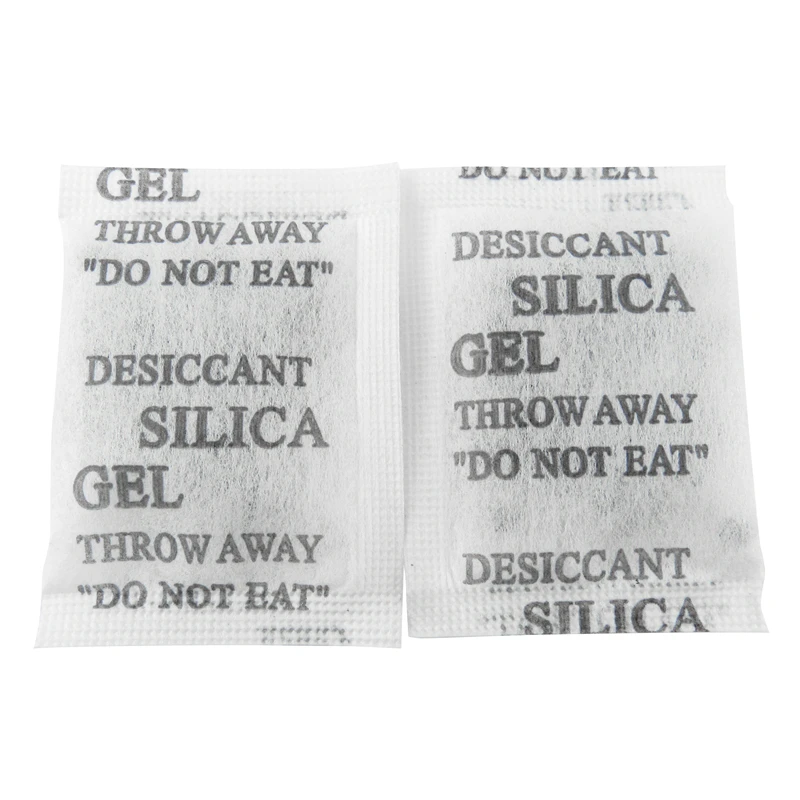 GEL
THROW AWAY
"DO NOT EAT"
DESICCANT
SILICA
GEL
THROW AWAY
"DO NOT EAT"
DO NOT EAT
DESICCANT
SILICA
GEL
THROW AWAY
"DO NOT EAT"
DESICCANT
SILICA